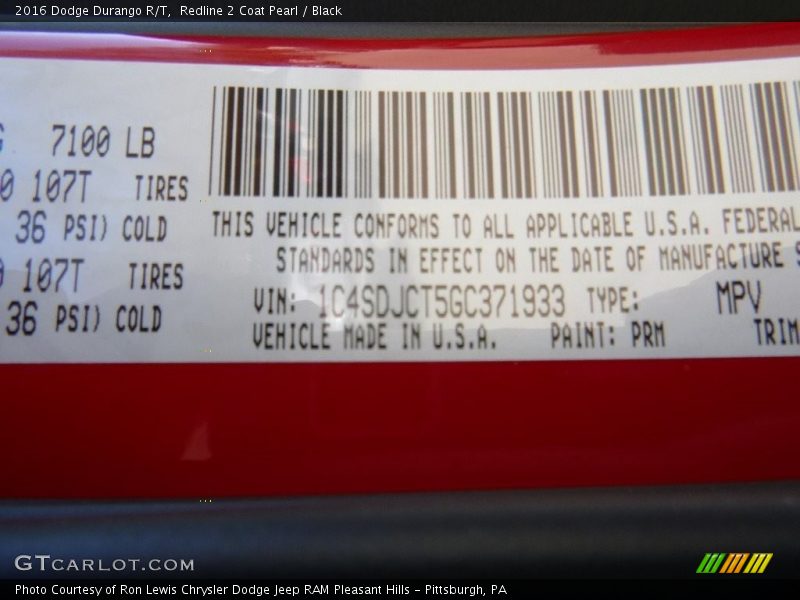 2016 Dodge Durango R/T, Redline 2 Coat Pearl / Black
7100 LB
107T TIRES
36 PSI) COLD
107T TIRES
36 PSI) COLD
THIS VEHICLE CONFORMS TO ALL APPLICABLE U.S.A. FEDERAL
STANDARDS IN EFFECT ON THE DATE OF MANUFACTURE
VIN: 1C4SDJCT5GC371933 TYPE: MPV
VEHICLE MADE IN U.S.A. PAINT: PRM TRIM
GTCARLOT.COM
Photo Courtesy of Ron Lewis Chrysler Dodge Jeep RAM Pleasant Hills - Pittsburgh, PA